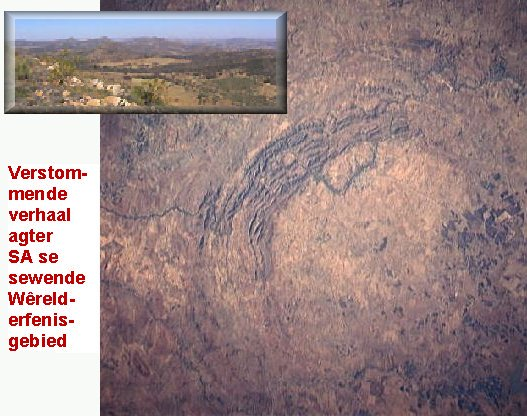 Verstom-
mende
verhaal
agter
SA se
sewende
Wêreld-
erfenis-
gebied